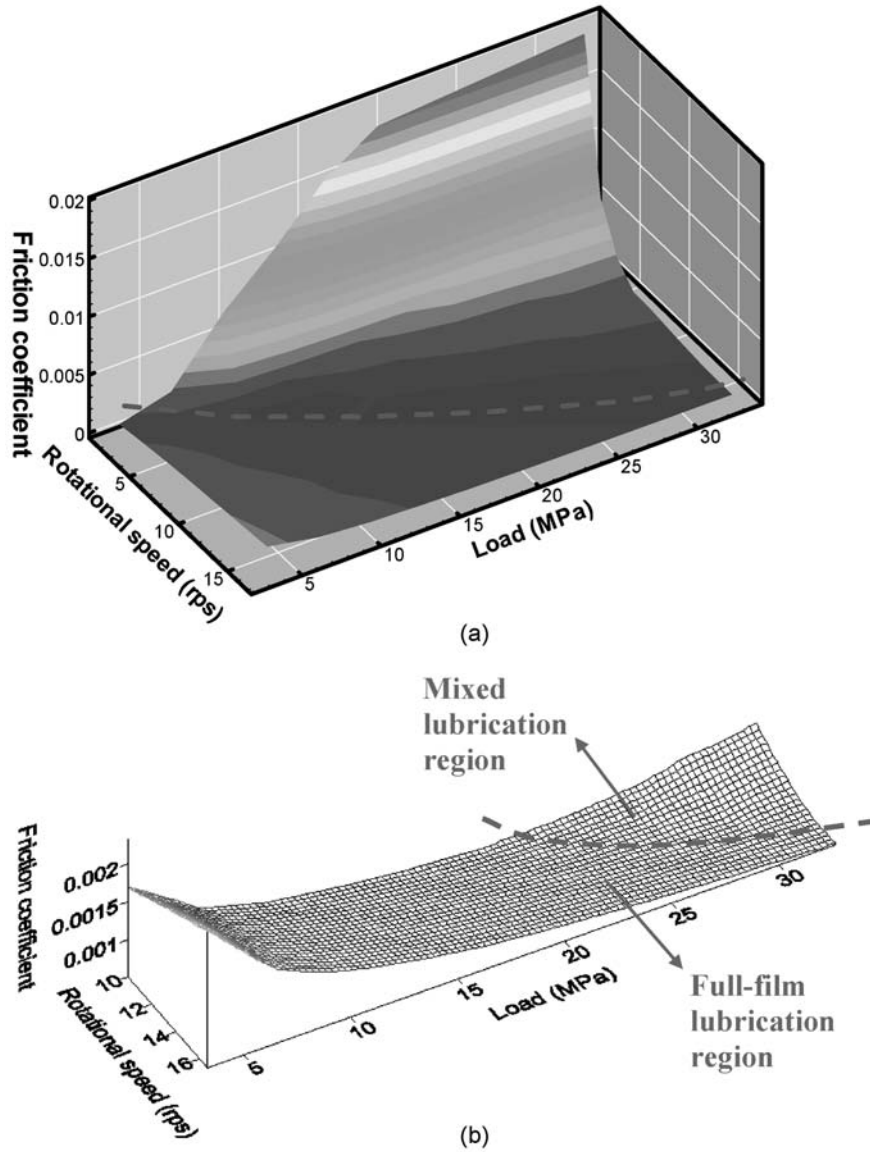 0.02
0.015
0.01
0.005
0
Friction coefficient
5
10
15
Rotational speed (rps)
5
10
15
20
25
30
Load (MPa)
(a)
Mixed
lubrication
region
0.002
0.0015
0.001
Friction coefficient
10
12
14
16
Rotational speed (rps)
5
10
15
20
25
30
Load (MPa)
Full-film
lubrication
region
(b)